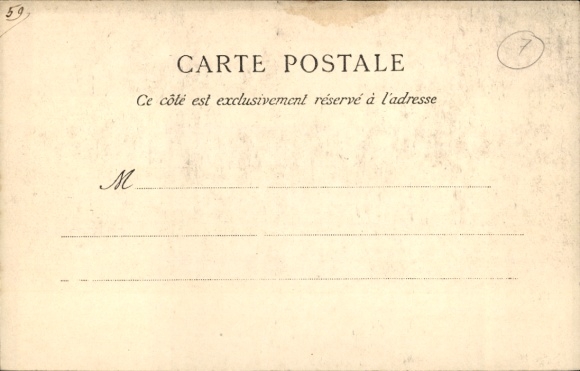 59
7
CARTE POSTALE
Ce côté est exclusivement réservé à l'adresse
M